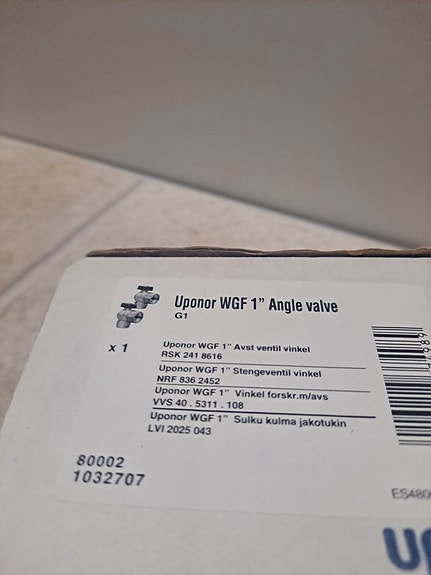 Uponor WGF 1" Angle valve
G1
x 1
Uponor WGF 1" Avst ventil vinkel
RSK 241 8616
Uponor WGF 1" Stengeventil vinkel
NRF 836 2452
Uponor WGF 1" Vinkel forskr.m/avs
VVS 40 . 5311 . 108
Uponor WGF 1" Sulku kulma jakotukin
LVI 2025 043
80002
1032707